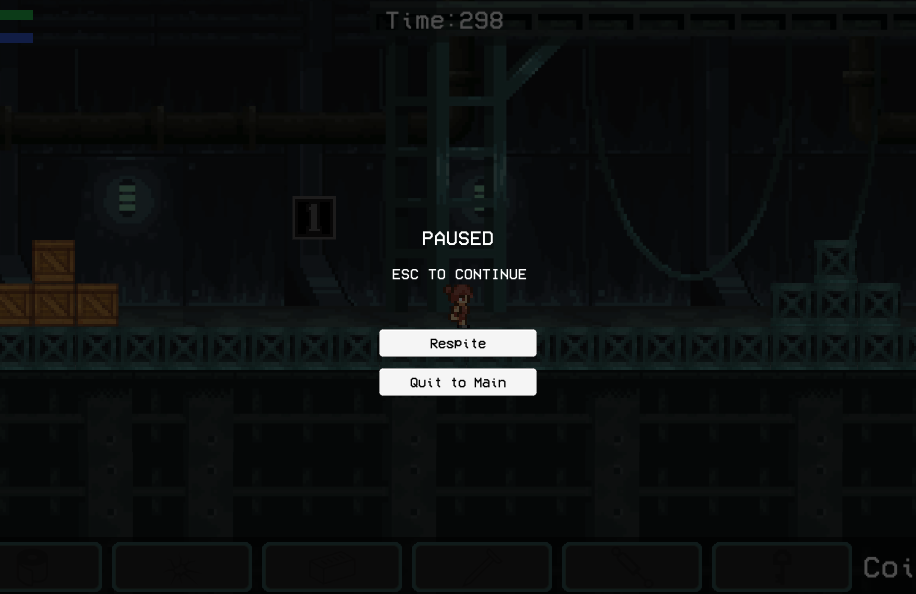 Time:298
1
PAUSED
ESC TO CONTINUE
Respite
Quit to Main
Coi